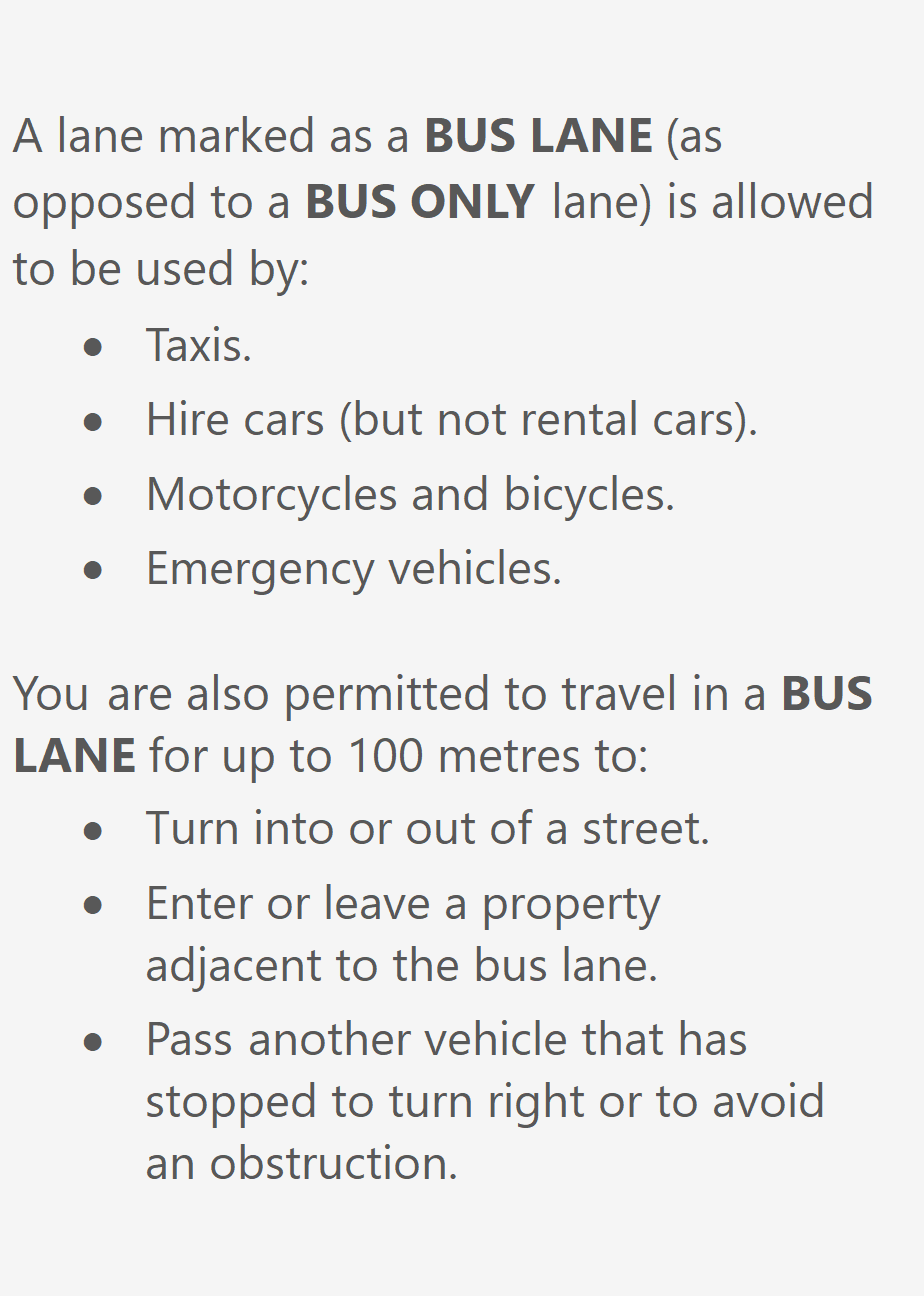 A lane marked as a BUS LANE (as
opposed to a BUS ONLY lane) is allowed
to be used by:
● Taxis.
● Hire cars (but not rental cars).
● Motorcycles and bicycles.
● Emergency vehicles.
You are also permitted to travel in a BUS
LANE for up to 100 metres to:
● Turn into or out of a street.
● Enter or leave a property
adjacent to the bus lane.
● Pass another vehicle that has
stopped to turn right or to avoid
an obstruction.